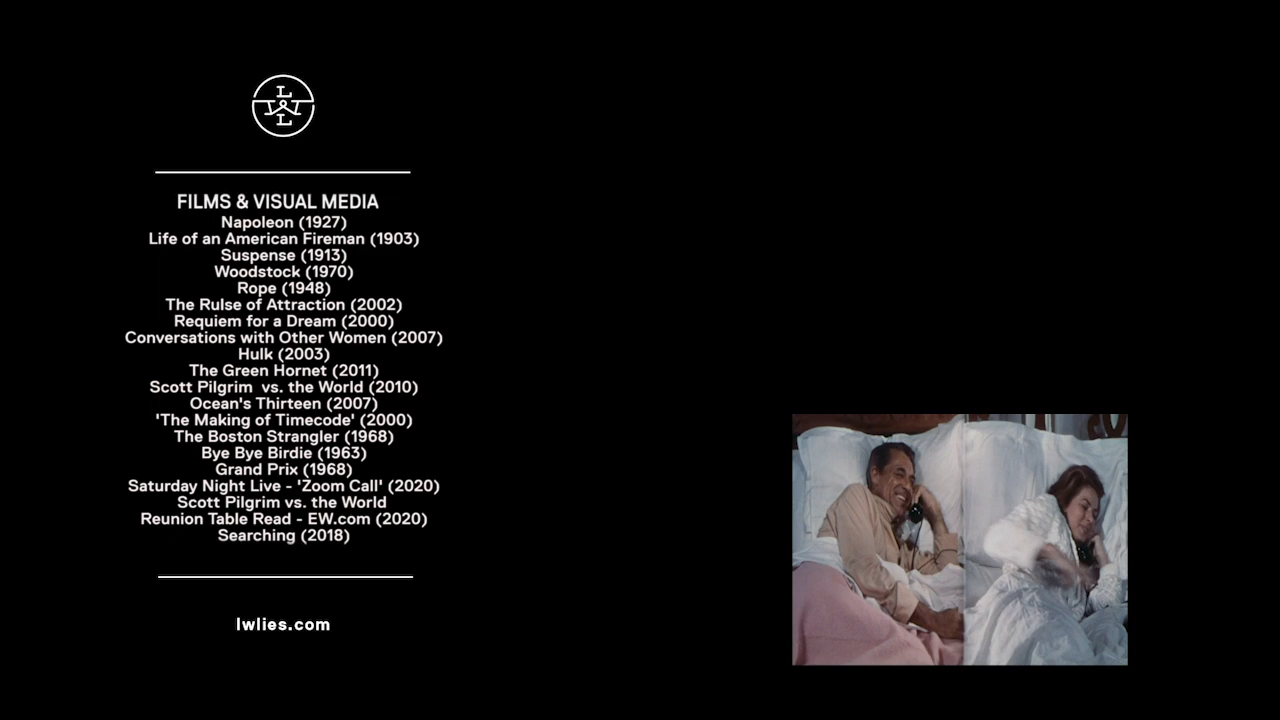 L
W
L
FILMS & VISUAL MEDIA
Napoleon (1927)
Life of an American Fireman (1903)
Suspense (1913)
Woodstock (1970)
Rope (1948)
The Rulse of Attraction (2002)
Requiem for a Dream (2000)
Conversations with Other Women (2007)
Hulk (2003)
The Green Hornet (2011)
Scott Pilgrim  vs. the World (2010)
Ocean's Thirteen (2007)
'The Making of Timecode' (2000)
The Boston Strangler (1968)
Bye Bye Birdie (1963)
Grand Prix (1968)
Saturday Night Live - 'Zoom Call' (2020)
Scott Pilgrim vs. the World
Reunion Table Read - EW.com (2020)
Searching (2018)
lwlies.com